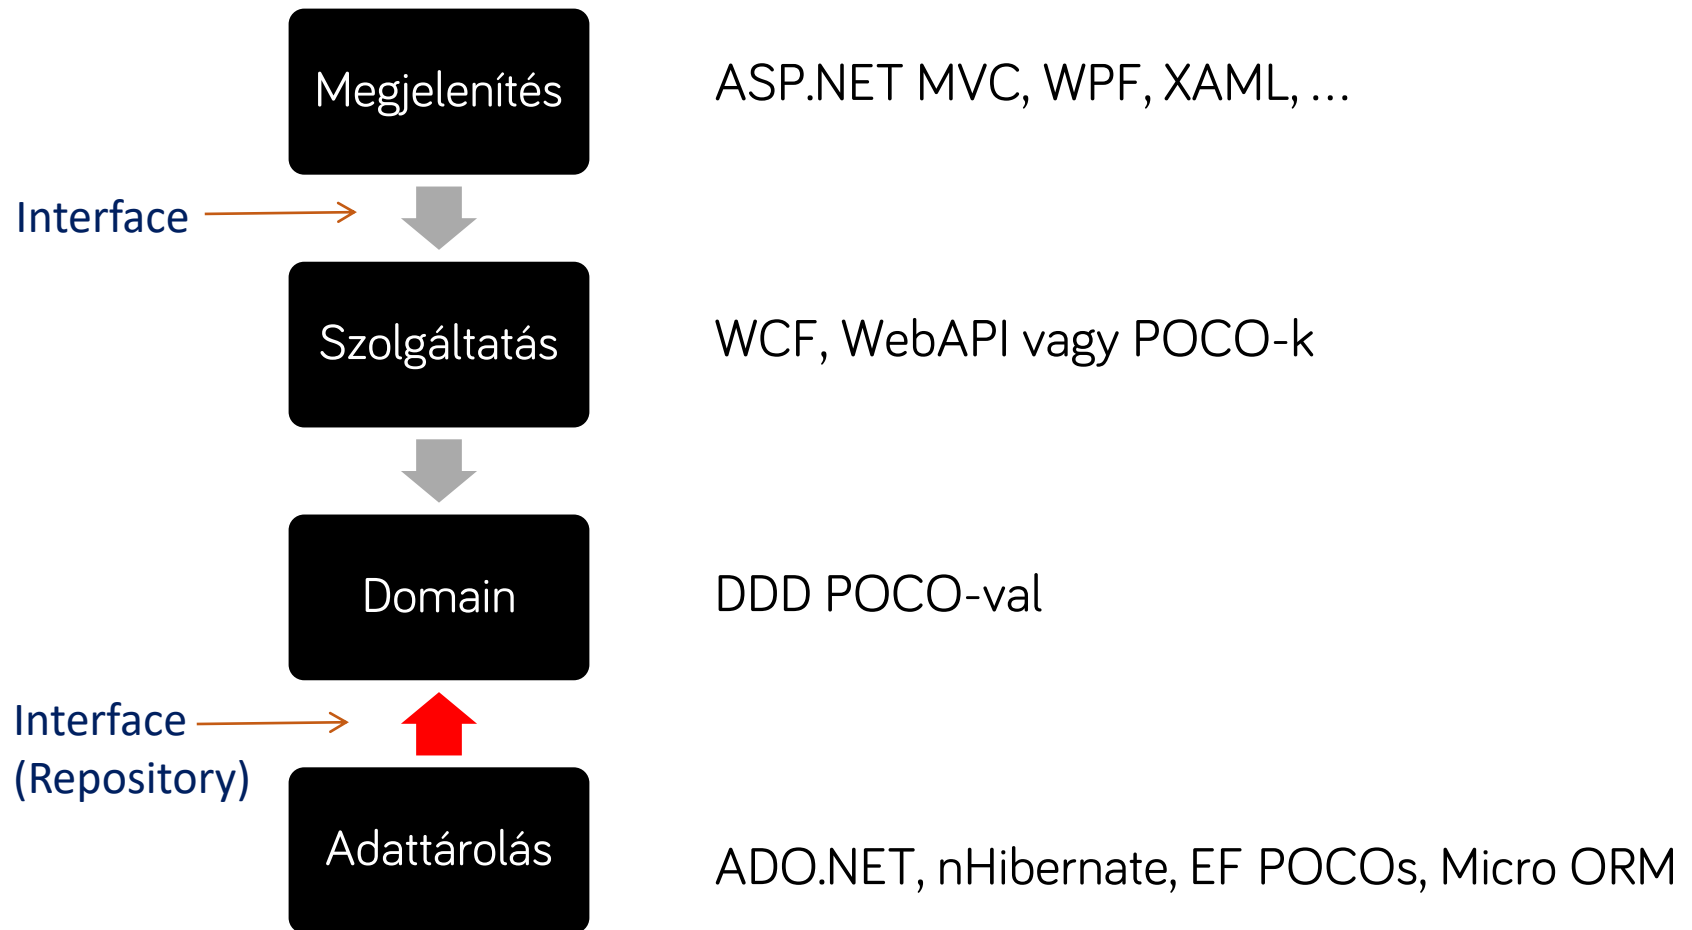 Megjelenítés
ASP.NET MVC, WPF, XAML, ...
Interface
Szolgáltatás
WCF, WebAPI vagy POCO-k
Domain
DDD POCO-val
Interface
(Repository)
Adattárolás
ADO.NET, nHibernate, EF POCOs, Micro ORM